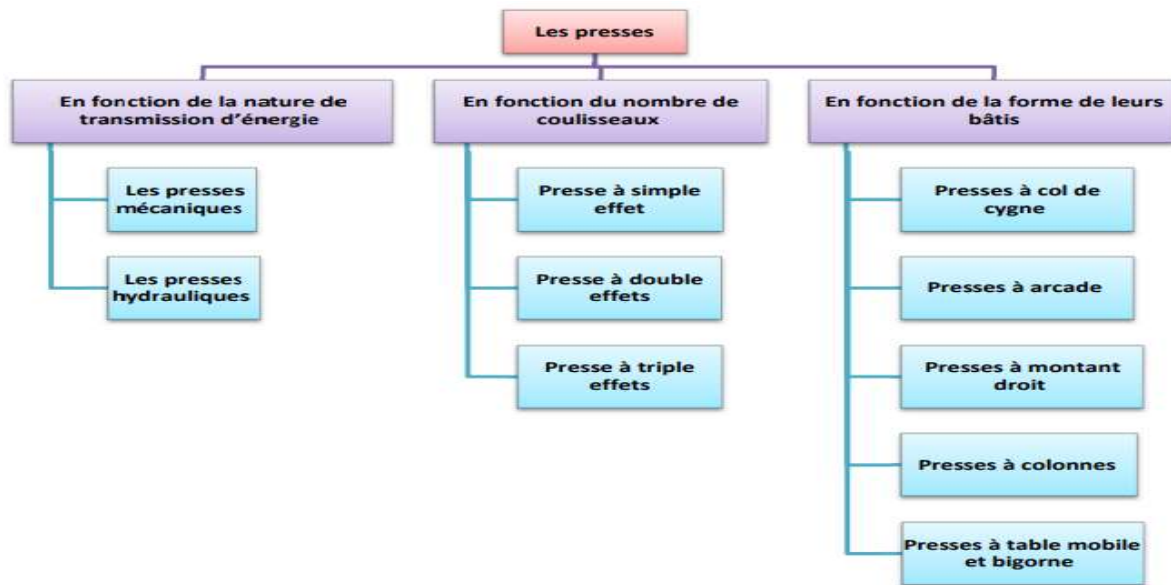 Les presses
En fonction de la nature de
transmission d'énergie
Les presses
mécaniques
Les presses
hydrauliques
En fonction du nombre de
coulisseaux
Presse à simple
effet
Presse à double
effets
Presse à triple
effets
En fonction de la forme de leurs
bâtis
Presses à col de
cygne
Presses à arcade
Presses à montant
droit
Presses à colonnes
Presses à table mobile
et bigorne